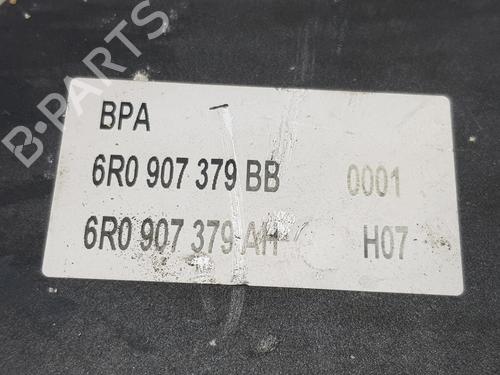 B-PARTS
BPA
6R0 907 379 BB 0001
6R0 907 379 AH H07